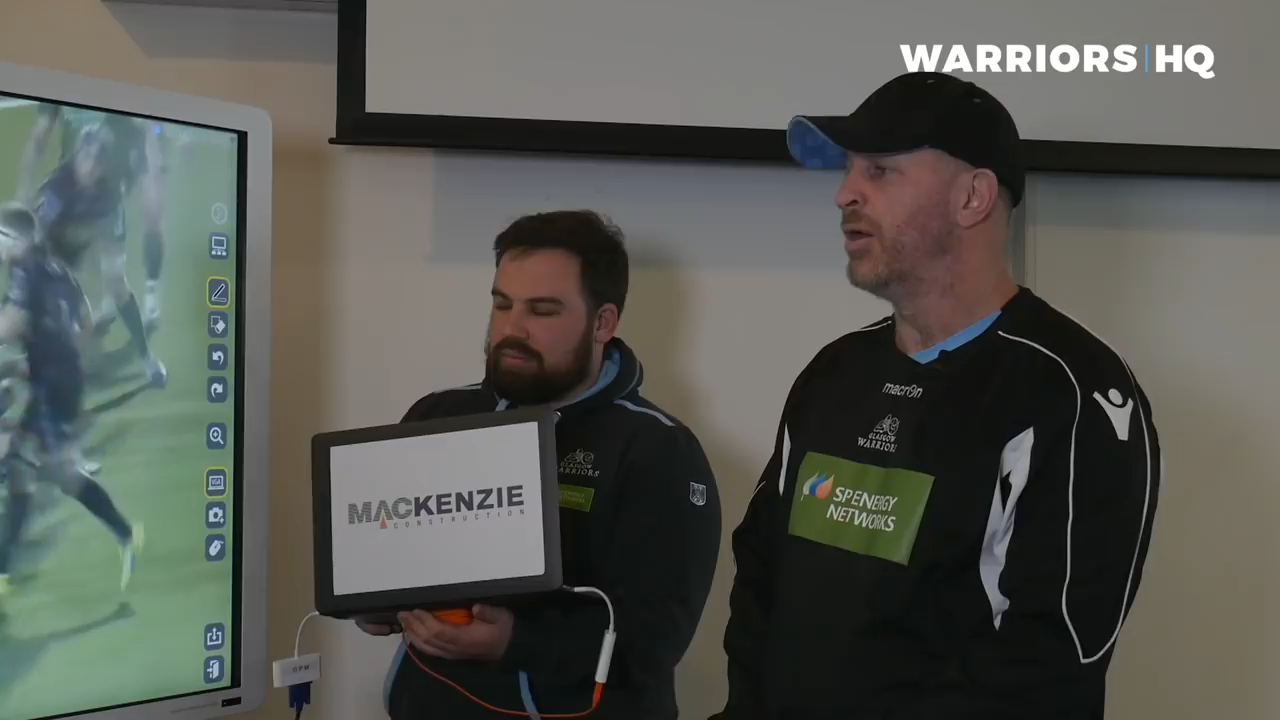 WARRIORS HQ
macron
GLASGOW
WARRIORS
SPENERGY
NETWORKS
GLASGOW
WARRIORS
MACKENZIE
CONSTRUCTION